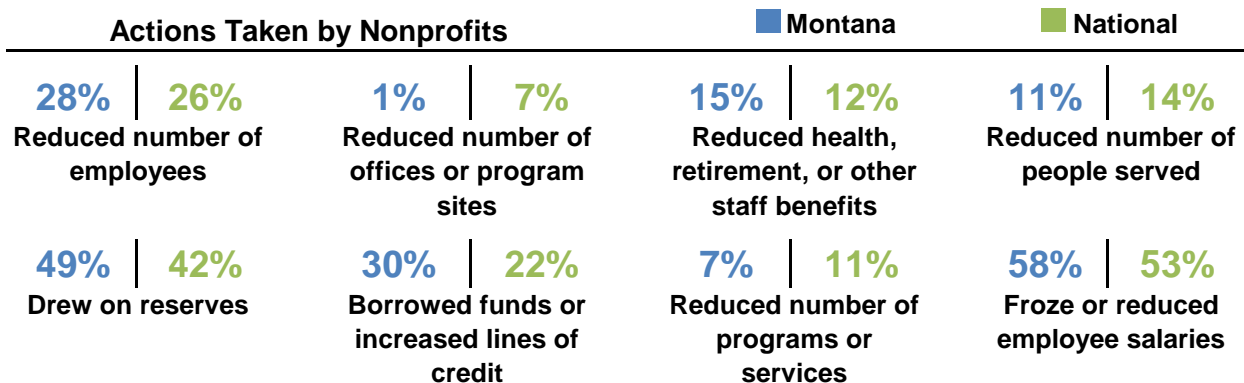 Actions Taken by Nonprofits Montana National
28% 26% 1% 7% 15% 12% 11% 14%
Reduced number of employees
Reduced number of offices or program sites
Reduced health, retirement, or other staff benefits
Reduced number of people served
49% 42% 30% 22% 7% 11% 58% 53%
Drew on reserves
Borrowed funds or increased lines of credit
Reduced number of programs or services
Froze or reduced employee salaries